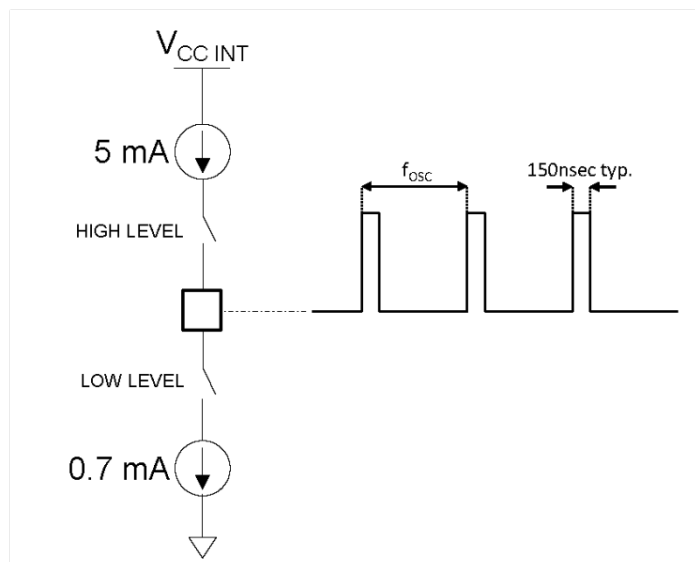 VCC INT
5 mA
fosc
150nsec typ.
HIGH LEVEL
LOW LEVEL
0.7 mA